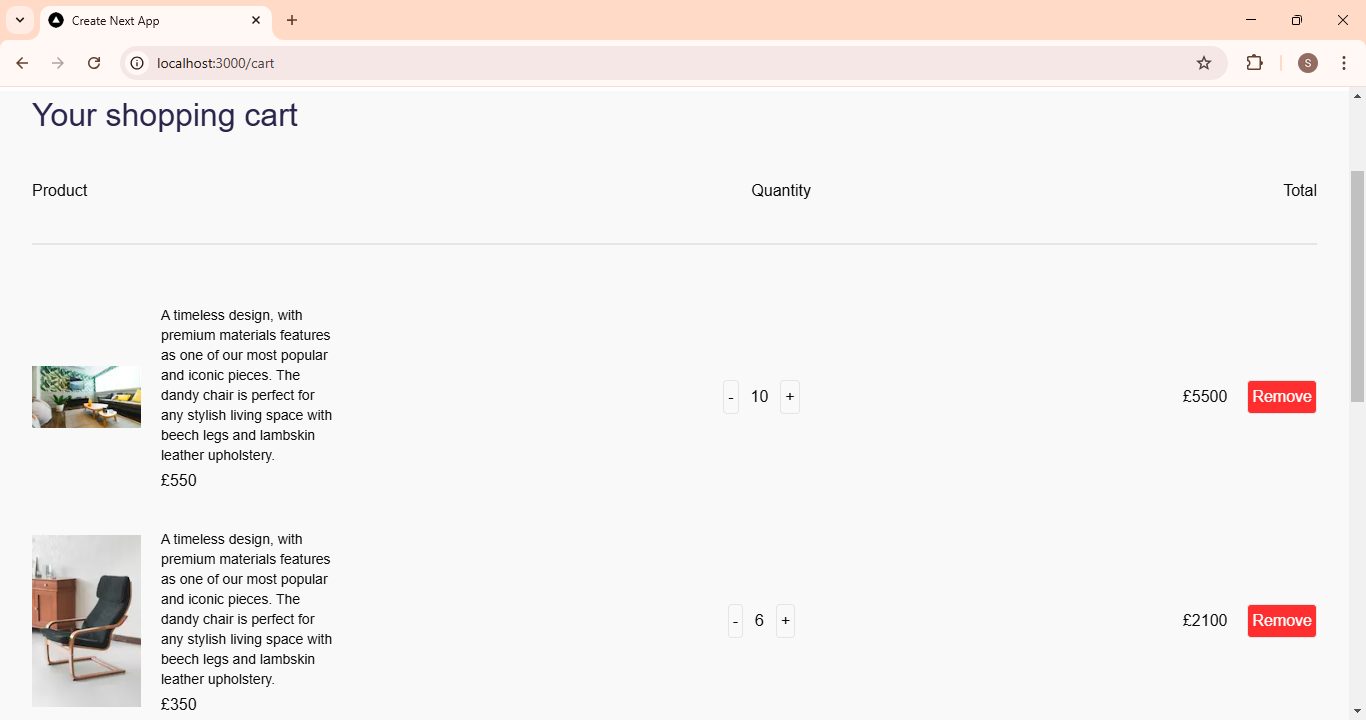 Create Next App
localhost:3000/cart
S
Your shopping cart
Product Quantity Total
A timeless design, with
premium materials features
as one of our most popular
and iconic pieces. The
dandy chair is perfect for
any stylish living space with
beech legs and lambskin
leather upholstery.
£550
- 10 +
£5500 Remove
A timeless design, with
premium materials features
as one of our most popular
and iconic pieces. The
dandy chair is perfect for
any stylish living space with
beech legs and lambskin
leather upholstery.
£350
- 6 +
£2100 Remove